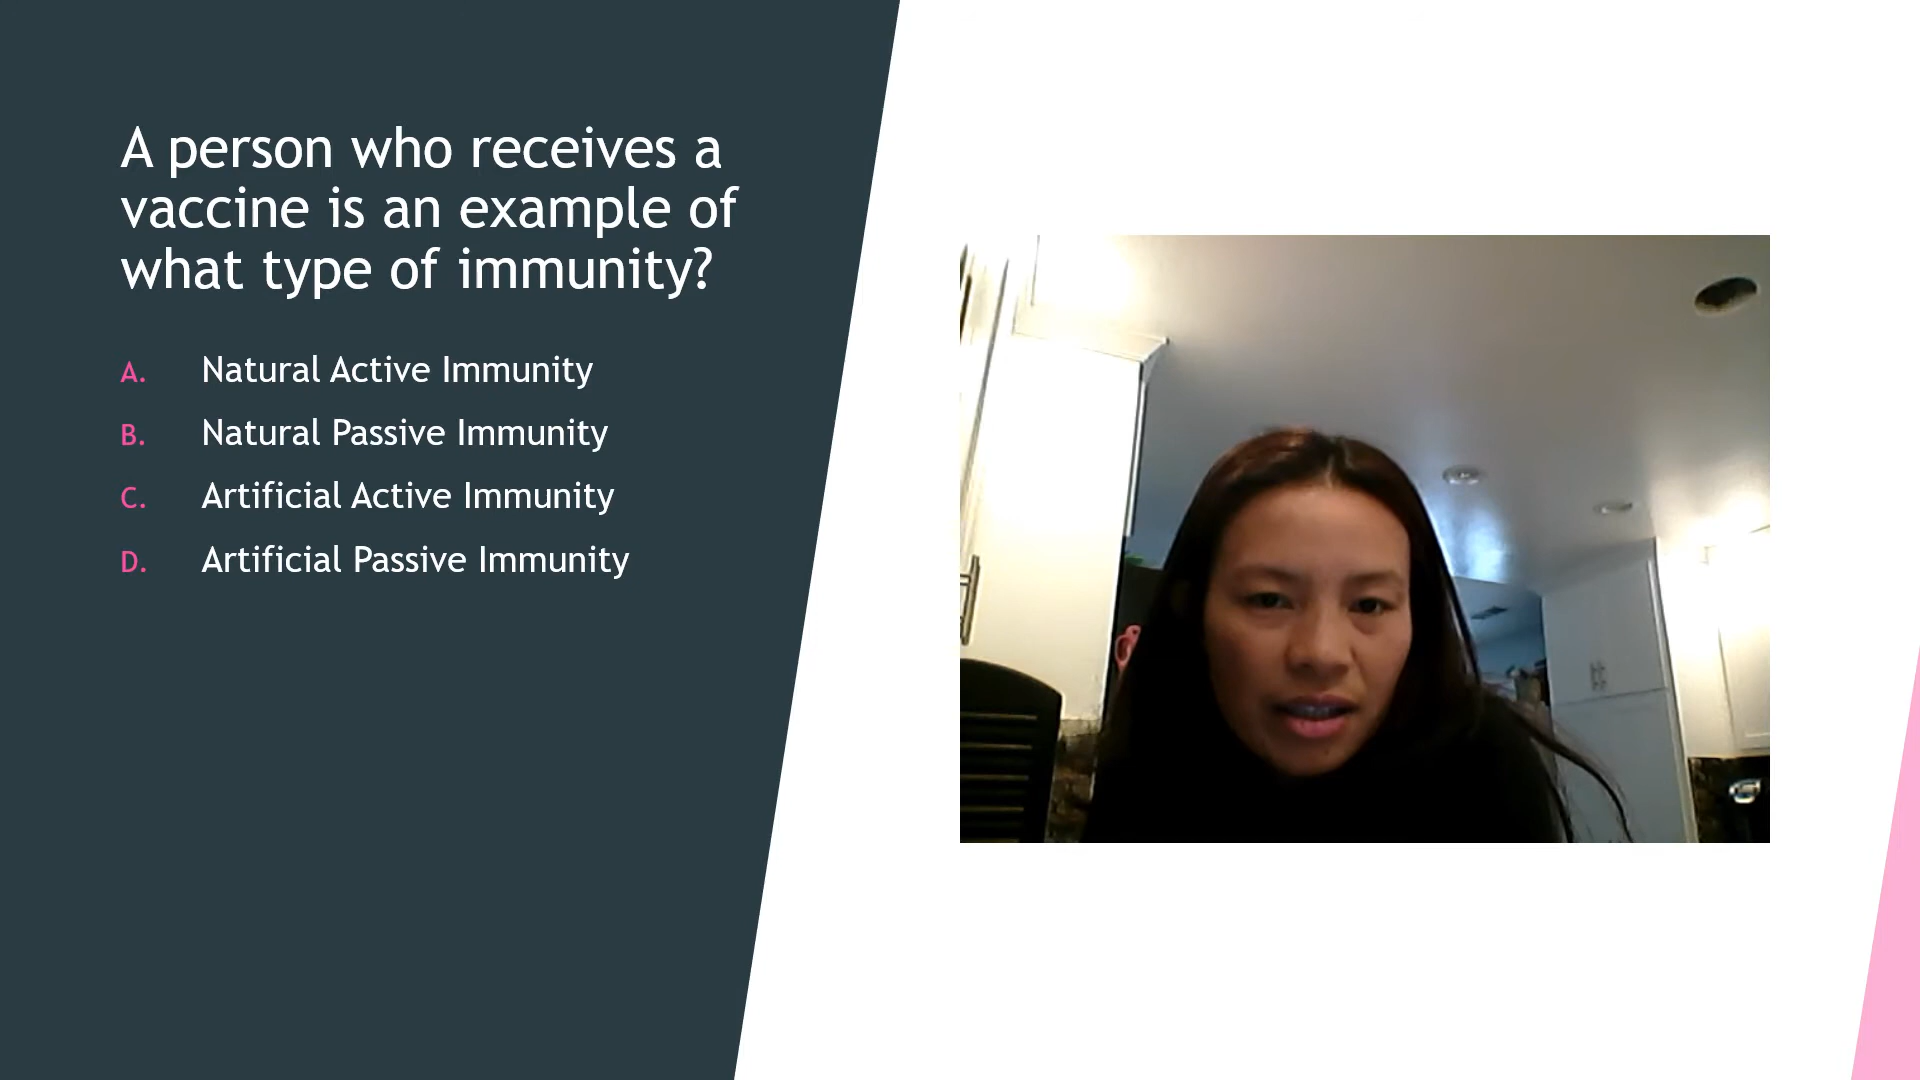 A person who receives a
vaccine is an example of
what type of immunity?
A. Natural Active Immunity
B. Natural Passive Immunity
C. Artificial Active Immunity
D. Artificial Passive Immunity